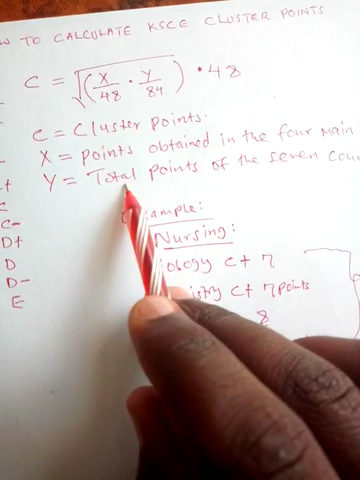 TO CALCULATE KSCE CLUSTER POINTS
C = √(X/48 · Y/84) · 48
C = Cluster points.
X = points obtained in the four main
Y = Total points of the seven
Nursing:
C+ 7
C-
D+
C+ 7 points
D
D-
8
E